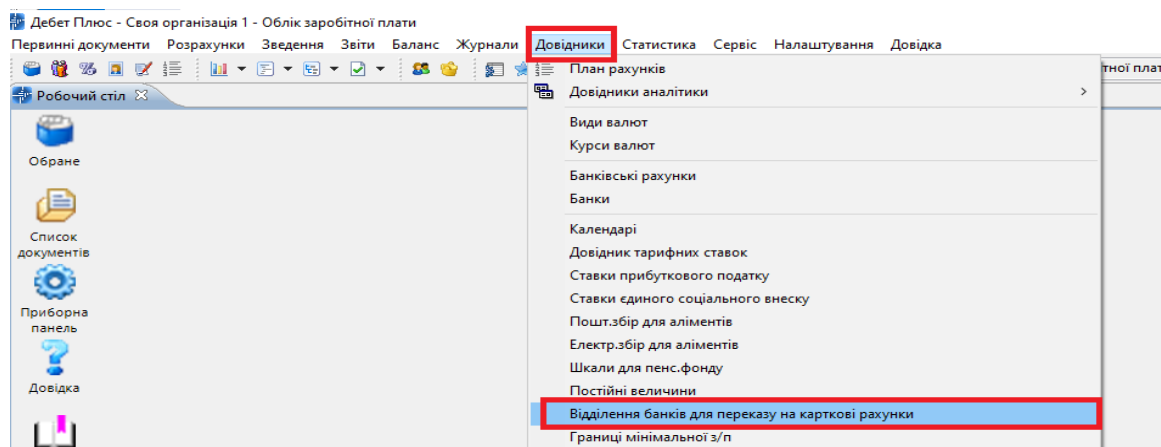 Дебет Плюс - Своя організація 1 - Облік заробітної плати
Первинні документи Розрахунки Зведення Звіти Баланс Журнали Довідники Статистика Сервіс Налаштування Довідка
Робочий стіл
Обране
Список
документів
Приборна
панель
Довідка
План рахунків
Довідники аналітики
Види валют
Курси валют
Банківські рахунки
Банки
Календарі
Довідник тарифних ставок
Ставки прибуткового податку
Ставки єдиного соціального внеску
Пошт.збір для аліментів
Електр.збір для аліментів
Шкали для пенс.фонду
Постійні величини
Відділення банків для переказу на карткові рахунки
Границі мінімальної з/п